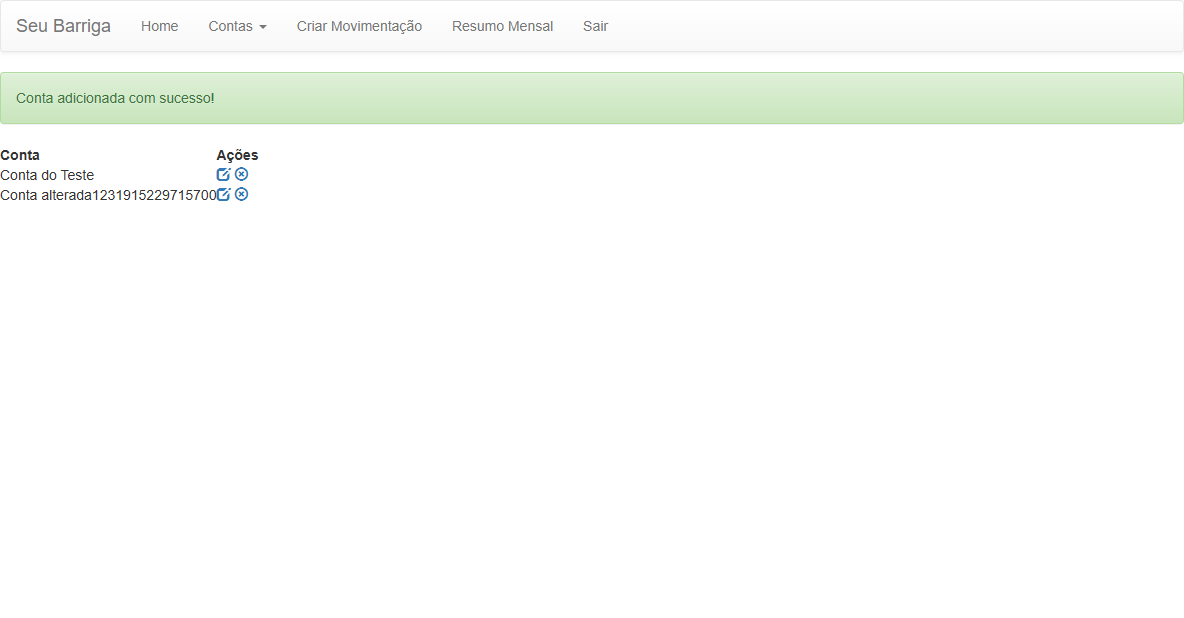 Seu Barriga Home Contas Criar Movimentação Resumo Mensal Sair
Conta adicionada com sucesso!
Conta Ações
Conta do Teste
Conta alterada1231915229715700